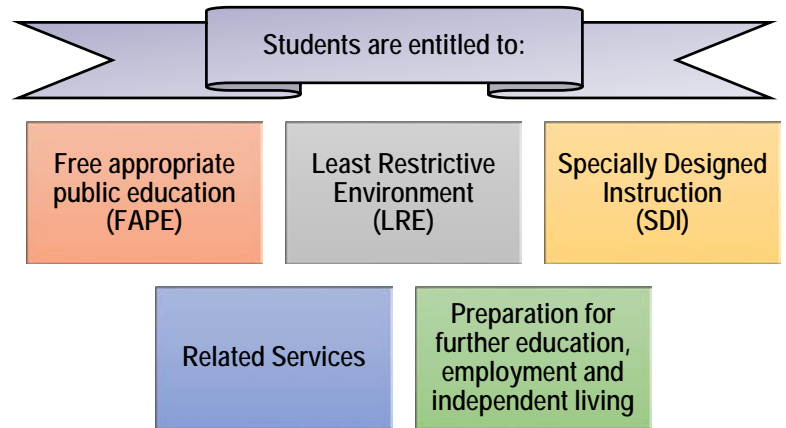 Students are entitled to:
Free appropriate
public education
(FAPE)
Least Restrictive
Environment
(LRE)
Specially Designed
Instruction
(SDI)
Related Services
Preparation for
further education,
employment and
independent living